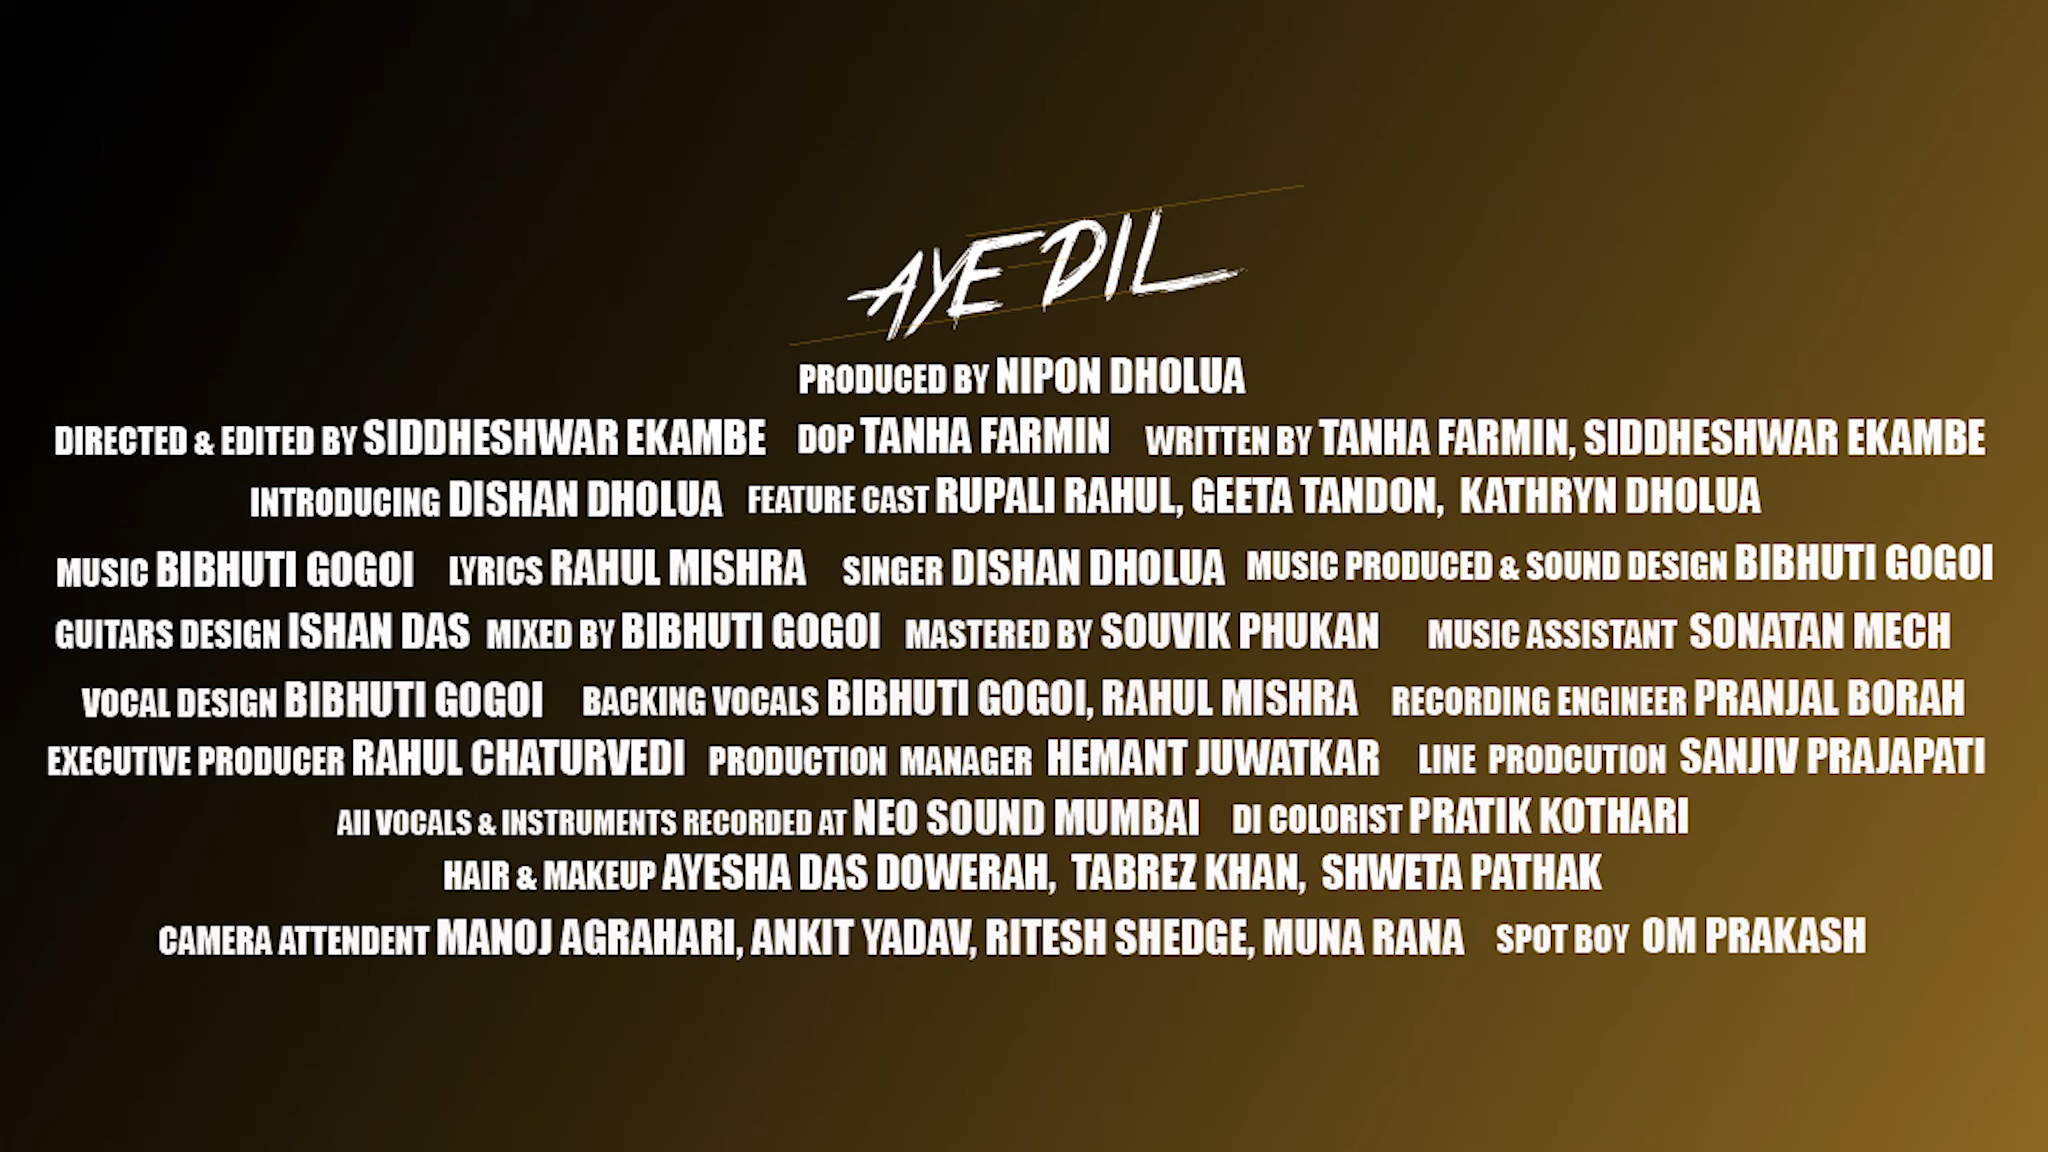 AYE DIL
PRODUCED BY NIPON DHOLUA
DIRECTED & EDITED BY SIDDHESHWAR EKAMBE DOP TANHA FARMIN WRITTEN BY TANHA FARMIN, SIDDHESHWAR EKAMBE
INTRODUCING DISHAN DHOLUA FEATURE CAST RUPALI RAHUL, GEETA TANDON, KATHRYN DHOLUA
MUSIC BIBHUTI GOGOI LYRICS RAHUL MISHRA SINGER DISHAN DHOLUA MUSIC PRODUCED & SOUND DESIGN BIBHUTI GOGOI
GUITARS DESIGN ISHAN DAS MIXED BY BIBHUTI GOGOI MASTERED BY SOUVIK PHUKAN MUSIC ASSISTANT SONATAN MECH
VOCAL DESIGN BIBHUTI GOGOI BACKING VOCALS BIBHUTI GOGOI, RAHUL MISHRA RECORDING ENGINEER PRANJAL BORAH
EXECUTIVE PRODUCER RAHUL CHATURVEDI PRODUCTION MANAGER HEMANT JUWATKAR LINE PRODCUTION SANJIV PRAJAPATI
All VOCALS & INSTRUMENTS RECORDED AT NEO SOUND MUMBAI DI COLORIST PRATIK KOTHARI
HAIR & MAKEUP AYESHA DAS DOWERAH, TABREZ KHAN, SHWETA PATHAK
CAMERA ATTENDENT MANOJ AGRAHARI, ANKIT YADAV, RITESH SHEDGE, MUNA RANA SPOT BOY OM PRAKASH